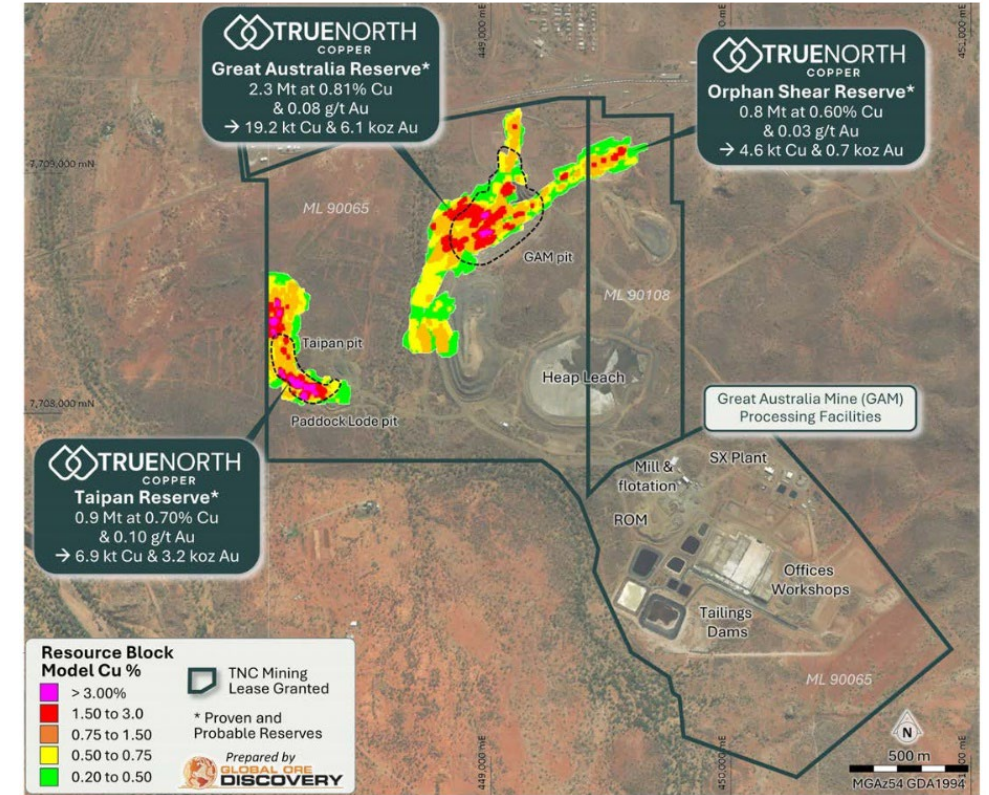 TRUENORTH
COPPER
Great Australia Reserve*
2.3 Mt at 0.81% Cu
& 0.08 g/t Au
→ 19.2 kt Cu & 6.1 koz Au
TRUENORTH
COPPER
Orphan Shear Reserve*
0.8 Mt at 0.60% Cu
& 0.03 g/t Au
→ 4.6 kt Cu & 0.7 koz Au
449,000 mE
451,000 mE
7,709,000 mN
ML 90065
GAM pit
ML 90108
Taipan pit
Heap Leach
7,708,000 mN
Paddock Lode pit
Great Australia Mine (GAM)
Processing Facilities
TRUENORTH
COPPER
Taipan Reserve*
0.9 Mt at 0.70% Cu
& 0.10 g/t Au
→ 6.9 kt Cu & 3.2 koz Au
SX Plant
Mill &
flotation
ROM
Offices
Workshops
Tailings
Dams
ML 90065
Resource Block
Model Cu %
> 3.00%
1.50 to 3.0
0.75 to 1.50
0.50 to 0.75
0.20 to 0.50
TNC Mining
Lease Granted
* Proven and
Probable Reserves
Prepared by
GLOBAL ORE
DISCOVERY
449,000 mE
450,000 mE
N
500 m
MGAz54 GDA1994